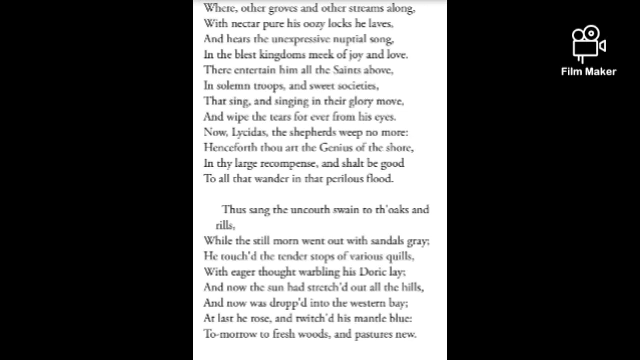 Where, other groves and other streams along,
With nectar pure his oozy locks he laves,
And hears the unexpressive nuptial song,
In the blest kingdoms meek of joy and love.
There entertain him all the Saints above,
In solemn troops, and sweet societies,
That sing, and singing in their glory move,
And wipe the tears for ever from his eyes.
Now, Lycidas, the shepherds weep no more:
Henceforth thou art the Genius of the shore,
In thy large recompense, and shalt be good
To all that wander in that perilous flood.
Thus sang the uncouth swain to th'oaks and
rills,
While the still morn went out with sandals gray;
He touch'd the tender stops of various quills,
With eager thought warbling his Doric lay:
And now the sun had stretch'd out all the hills,
And now was dropp'd into the western bay;
At last he rose, and twitch'd his mantle blue:
To-morrow to fresh woods, and pastures new.
Film Maker